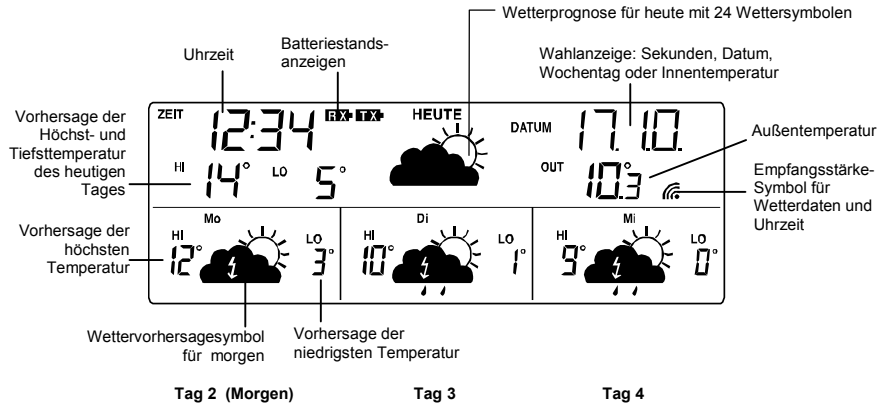 Wetterprognose für heute mit 24 Wettersymbolen
Uhrzeit
Batteriestands-
anzeigen
Wahlanzeige: Sekunden, Datum,
Wochentag oder Innentemperatur
Vorhersage der
Höchst- und
Tiefsttemperatur
des heutigen
Tages
ZEIT 12:34 RX TX HEUTE DATUM 17.10.
HI 14° LO 5° OUT 10.3°
Außentemperatur
Empfangsstärke-
Symbol für
Wetterdaten und
Uhrzeit
Vorhersage der
höchsten
Temperatur
Mo Di Mi
HI 12° LO 3° HI 10° LO 1° HI 9° LO 0°
Wettervorhersagesymbol
für morgen
Vorhersage der
niedrigsten Temperatur
Tag 2 (Morgen) Tag 3 Tag 4